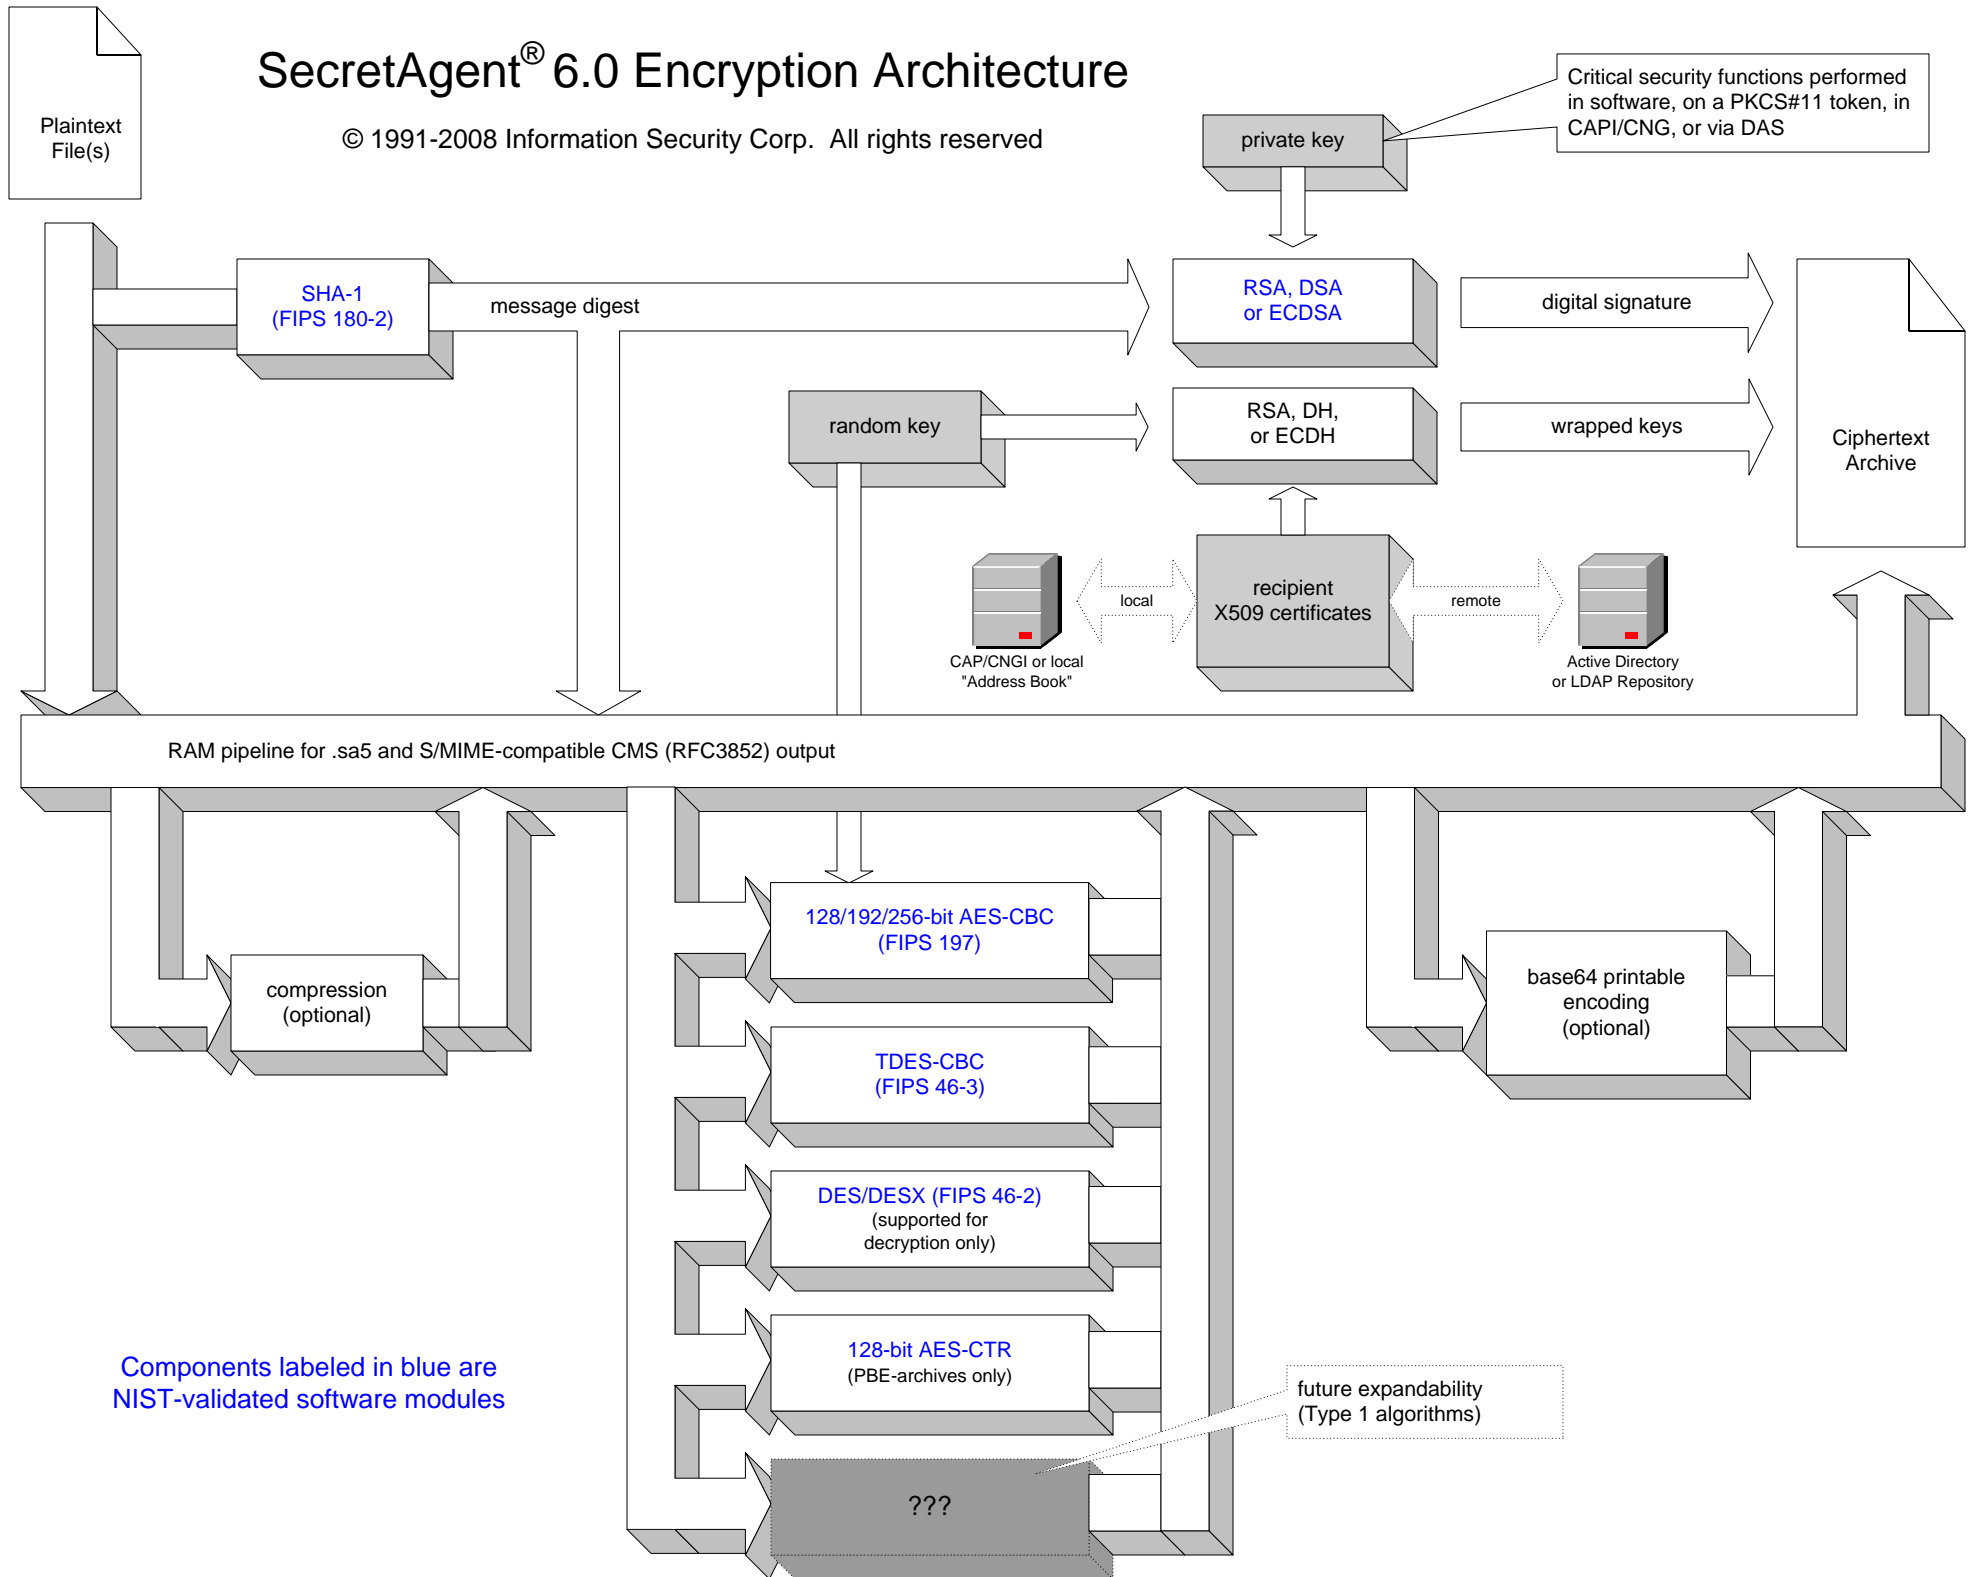 SecretAgent® 6.0 Encryption Architecture
© 1991-2008 Information Security Corp.  All rights reserved
Plaintext
File(s)
Critical security functions performed
in software, on a PKCS#11 token, in
CAPI/CNG, or via DAS
private key
SHA-1
(FIPS 180-2)
message digest
RSA, DSA
or ECDSA
digital signature
random key
RSA, DH,
or ECDH
wrapped keys
Ciphertext
Archive
recipient
X509 certificates
local
remote
CAP/CNGI or local
"Address Book"
Active Directory
or LDAP Repository
RAM pipeline for .sa5 and S/MIME-compatible CMS (RFC3852) output
compression
(optional)
128/192/256-bit AES-CBC
(FIPS 197)
base64 printable
encoding
(optional)
TDES-CBC
(FIPS 46-3)
DES/DESX (FIPS 46-2)
(supported for
decryption only)
128-bit AES-CTR
(PBE-archives only)
Components labeled in blue are
NIST-validated software modules
future expandability
(Type 1 algorithms)
???